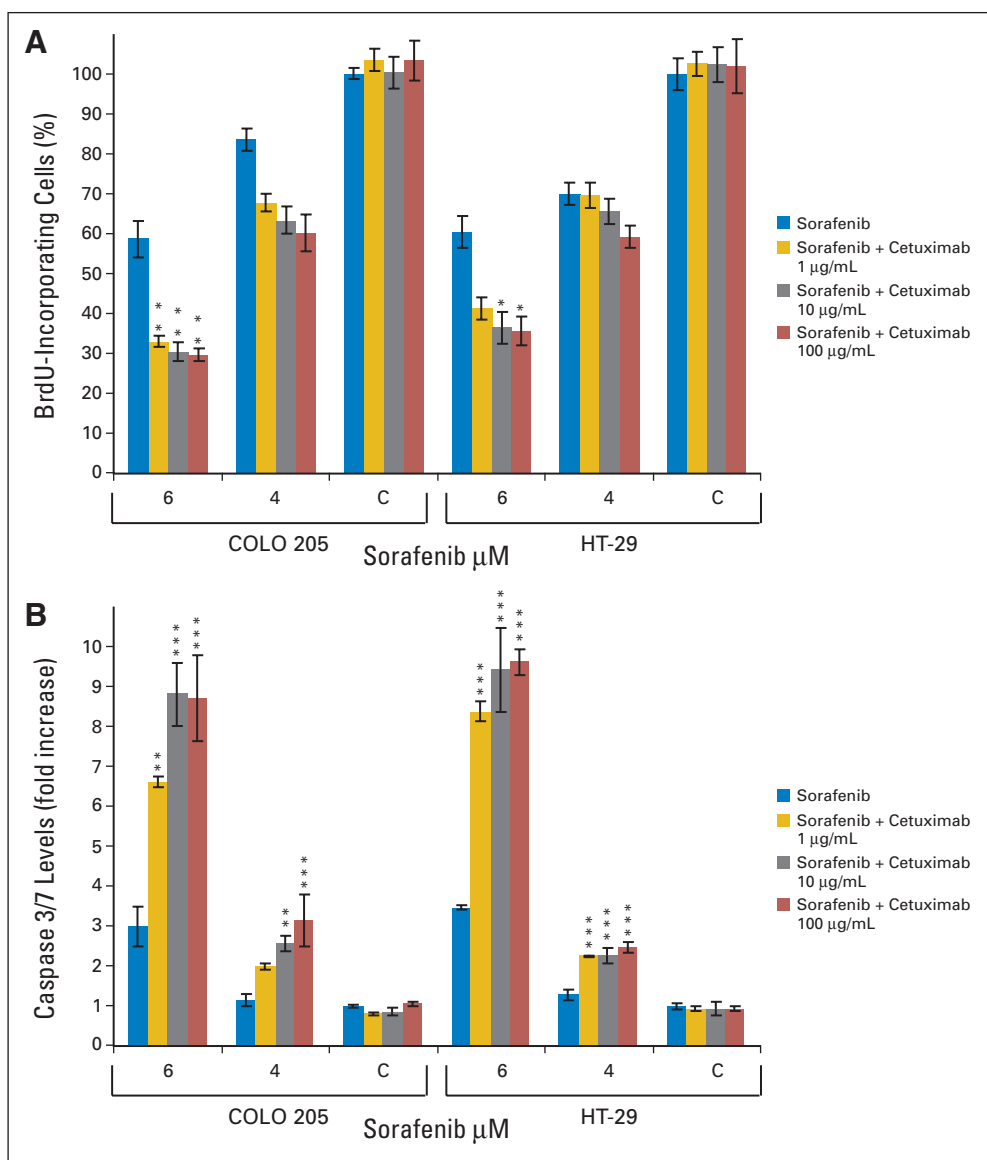 A
BrdU-Incorporating Cells (%)
100
90
80
70
60
50
40
30
20
10
0
* *
* *
* *
*
*
6
4
C
6
4
C
COLO 205
HT-29
Sorafenib μM
Sorafenib
Sorafenib + Cetuximab
1 μg/mL
Sorafenib + Cetuximab
10 μg/mL
Sorafenib + Cetuximab
100 μg/mL
B
Caspase 3/7 Levels (fold increase)
10
9
8
7
6
5
4
3
2
1
0
* *
* * *
* * *
* *
* * *
* * *
* * *
* * *
* * *
* * *
* * *
6
4
C
6
4
C
COLO 205
HT-29
Sorafenib μM
Sorafenib
Sorafenib + Cetuximab
1 μg/mL
Sorafenib + Cetuximab
10 μg/mL
Sorafenib + Cetuximab
100 μg/mL